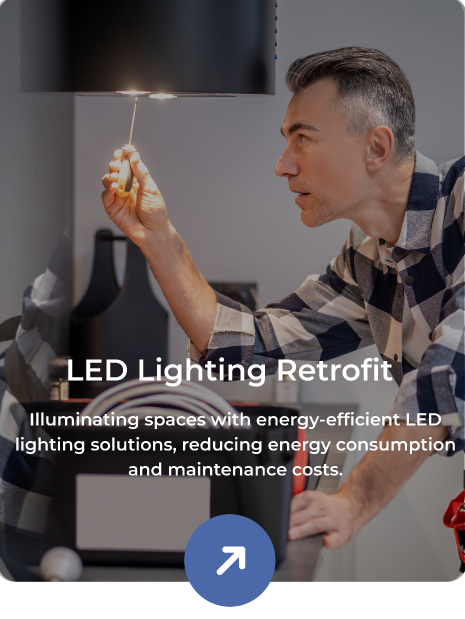 LED Lighting Retrofit
Illuminating spaces with energy-efficient LED
lighting solutions, reducing energy consumption
and maintenance costs.